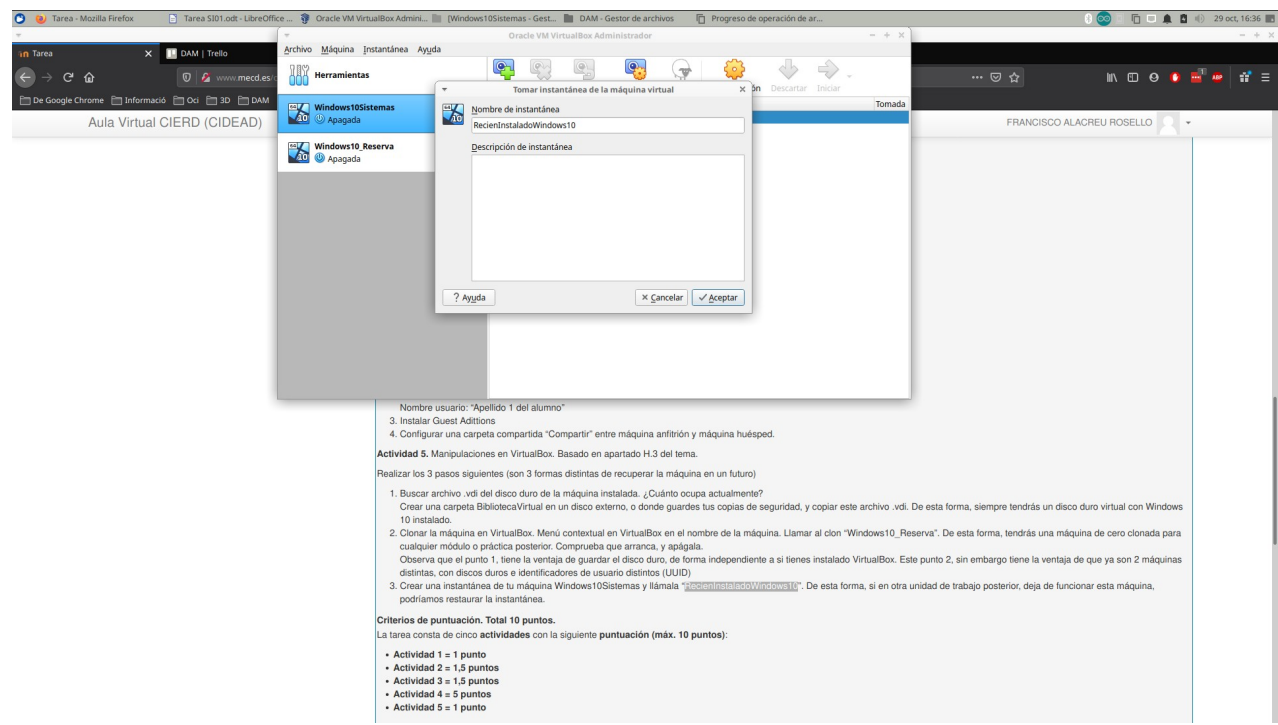 Tarea - Mozilla Firefox
Tarea SI01.odt - LibreOffice ...
Oracle VM VirtualBox Admini...
[Windows10Sistemas - Gest...
DAM - Gestor de archivos
Progreso de operación de ar...
29 oct, 16:36
Oracle VM VirtualBox Administrador
Tarea
DAM | Trello
Archivo Máquina Instantánea Ayuda
www.mecd.es/
Herramientas
Descartar Iniciar
De Google Chrome Informació Oci 3D DAM
Tomar instantánea de la máquina virtual
Tomada
Aula Virtual CIERD (CIDEAD)
FRANCISCO ALACREU ROSELLO
Windows10Sistemas
Apagada
Windows10_Reserva
Apagada
Nombre de instantánea
RecienInstaladoWindows10
Descripción de instantánea
? Ayuda
Cancelar
Aceptar
Nombre usuario: "Apellido 1 del alumno"
3. Instalar Guest Adittions
4. Configurar una carpeta compartida "Compartir" entre máquina anfitrión y máquina huésped.
Actividad 5. Manipulaciones en VirtualBox. Basado en apartado H.3 del tema.
Realizar los 3 pasos siguientes (son 3 formas distintas de recuperar la máquina en un futuro)
1. Buscar archivo .vdi del disco duro de la máquina instalada. ¿Cuánto ocupa actualmente?
Crear una carpeta BibliotecaVirtual en un disco externo, o donde guardes tus copias de seguridad, y copiar este archivo .vdi. De esta forma, siempre tendrás un disco duro virtual con Windows
10 instalado.
2. Clonar la máquina en VirtualBox. Menú contextual en VirtualBox en el nombre de la máquina. Llamar al clon "Windows10_Reserva". De esta forma, tendrás una máquina de cero clonada para
cualquier módulo o práctica posterior. Comprueba que arranca, y apágala.
Observa que el punto 1, tiene la ventaja de guardar el disco duro, de forma independiente a si tienes instalado VirtualBox. Este punto 2, sin embargo tiene la ventaja de que ya son 2 máquinas
distintas, con discos duros e identificadores de usuario distintos (UUID)
3. Crear una instantánea de tu máquina Windows10Sistemas y llámala "RecienInstaladoWindows10". De esta forma, si en otra unidad de trabajo posterior, deja de funcionar esta máquina,
podríamos restaurar la instantánea.
Criterios de puntuación. Total 10 puntos.
La tarea consta de cinco actividades con la siguiente puntuación (máx. 10 puntos):
• Actividad 1 = 1 punto
• Actividad 2 = 1,5 puntos
• Actividad 3 = 1,5 puntos
• Actividad 4 = 5 puntos
• Actividad 5 = 1 punto